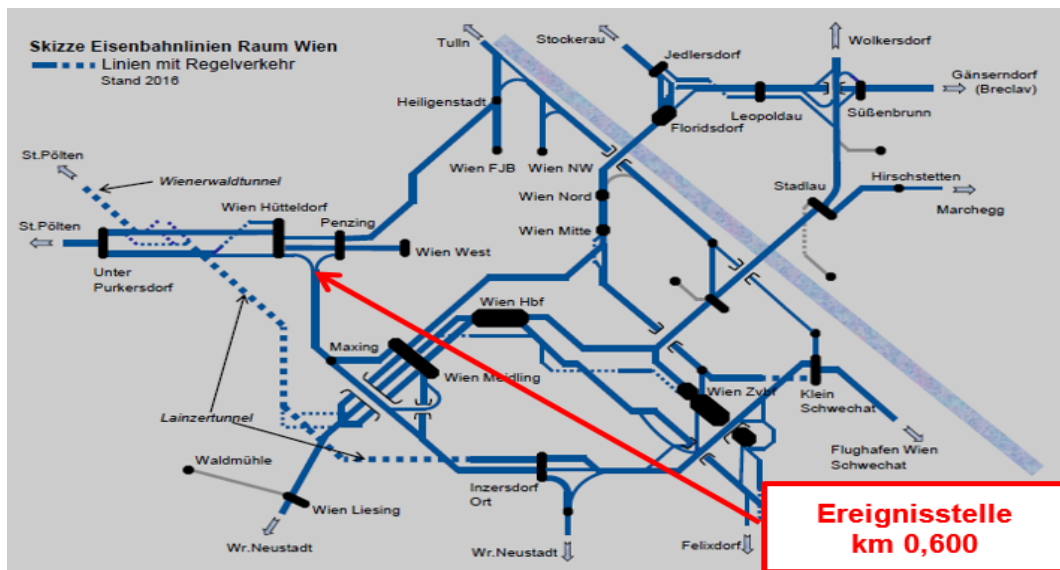 Skizze Eisenbahnlinien Raum Wien
Linien mit Regelverkehr
Stand 2016
Tulln
Stockerau
Jedlersdorf
Wolkersdorf
Gänserndorf
(Breclav)
Heiligenstadt
Floridsdorf
Leopoldau
Süßenbrunn
St.Pölten
Wienerwaldtunnel
Wien FJB
Wien NW
Wien Nord
Stadlau
Hirschstetten
Marchegg
Wien Hütteldorf
Penzing
St.Pölten
Wien West
Wien Mitte
Unter
Purkersdorf
Wien Hbf
Maxing
Wien Meidling
Wien Zvbf
Klein
Schwechat
Lainzertunnel
Waldmühle
Flughafen Wien
Schwechat
Inzersdorf
Ort
Wien Liesing
Wr.Neustadt
Wr.Neustadt
Felixdorf
Ereignisstelle
km 0,600